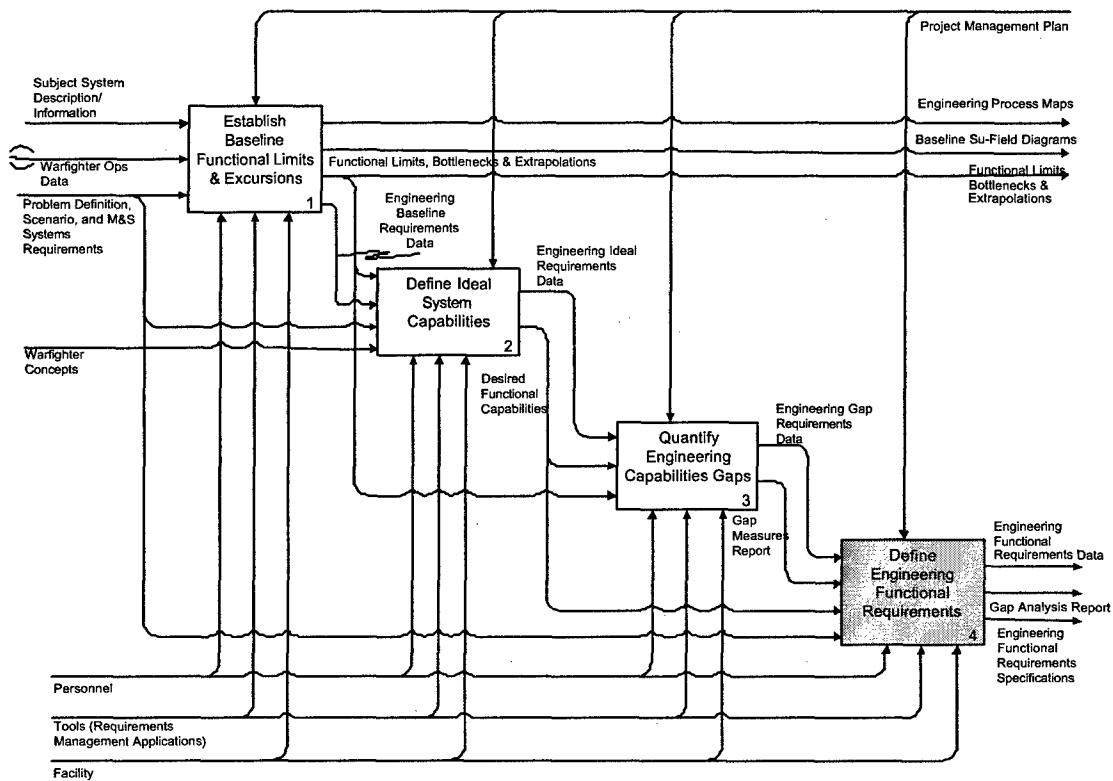 Project Management Plan
Subject System
Description/
Information
Engineering Process Maps
Establish
Baseline
Functional Limits
& Excursions
1
Baseline Su-Field Diagrams
Warfighter Ops
Data
Functional Limits, Bottlenecks & Extrapolations
Functional Limits
Bottlenecks &
Extrapolations
Problem Definition,
Scenario, and M&S
Systems
Requirements
Engineering
Baseline
Requirements
Data
Engineering Ideal
Requirements
Data
Define Ideal
System
Capabilities
2
Warfighter
Concepts
Desired
Functional
Capabilities
Engineering Gap
Requirements
Data
Quantify
Engineering
Capabilities Gaps
3
Gap
Measures
Report
Engineering
Functional
Requirements Data
Define
Engineering
Functional
Requirements
4
Gap Analysis Report
Engineering
Functional
Requirements
Specifications
Personnel
Tools (Requirements
Management Applications)
Facility